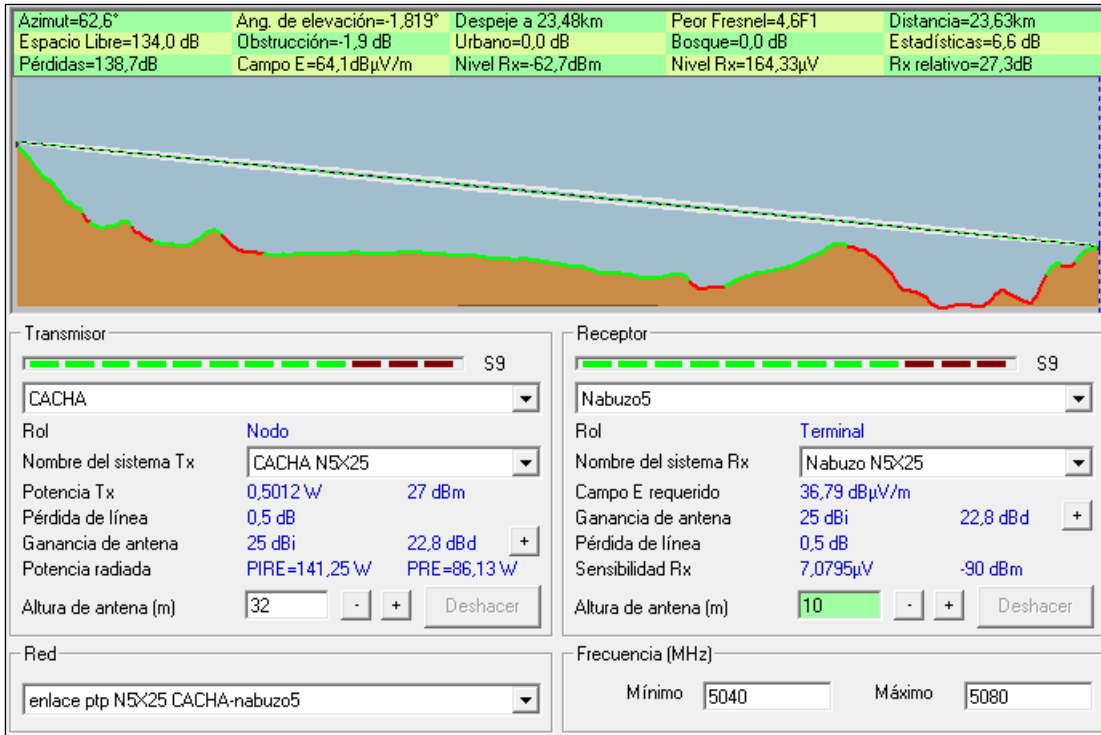 Azimut=62,6° Ang. de elevación=-1,819° Despeje a 23,48km Peor Fresnel=4,6F1 Distancia=23,63km
Espacio Libre=134,0 dB Obstrucción=-1,9 dB Urbano=0,0 dB Bosque=0,0 dB Estadísticas=6,6 dB
Pérdidas=138,7dB Campo E=64,1dBµV/m Nivel Rx=-62,7dBm Nivel Rx=164,33µV Rx relativo=27,3dB
Transmisor
S9
CACHA
Rol Nodo
Nombre del sistema Tx CACHA N5X25
Potencia Tx 0,5012 W 27 dBm
Pérdida de línea 0,5 dB
Ganancia de antena 25 dBi 22,8 dBd +
Potencia radiada PIRE=141,25 W PRE=86,13 W
Altura de antena (m) 32 - + Deshacer
Receptor
S9
Nabuzo5
Rol Terminal
Nombre del sistema Rx Nabuzo N5X25
Campo E requerido 36,79 dBµV/m
Ganancia de antena 25 dBi 22,8 dBd +
Pérdida de línea 0,5 dB
Sensibilidad Rx 7,0795µV -90 dBm
Altura de antena (m) 10 - + Deshacer
Red
enlace ptp N5X25 CACHA-nabuzo5
Frecuencia (MHz)
Mínimo 5040 Máximo 5080